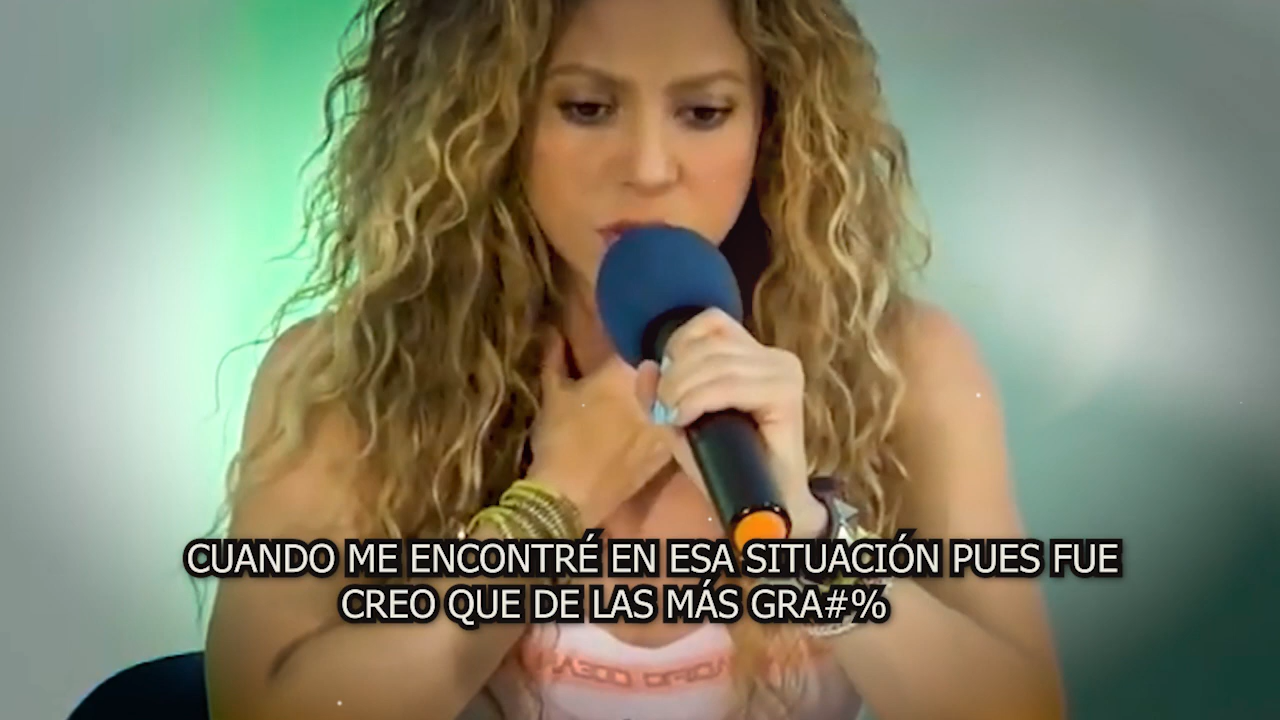 CUANDO ME ENCONTRÉ EN ESA SITUACIÓN PUES FUE
CREO QUE DE LAS MÁS GRA#%